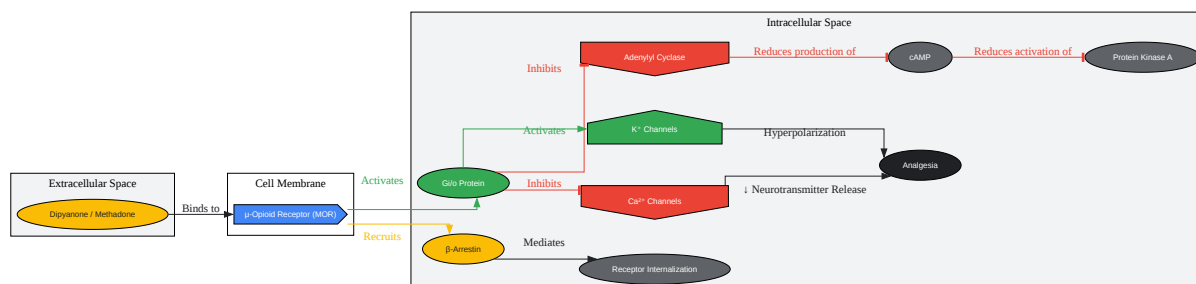 Intracellular Space
Inhibits
Adenylyl Cyclase
Reduces production of
cAMP
Reduces activation of
Protein Kinase A
Activates
K⁺ Channels
Hyperpolarization
Analgesia
Extracellular Space
Dipyanone / Methadone
Binds to
Cell Membrane
μ-Opioid Receptor (MOR)
Activates
Gi/o Protein
Inhibits
Ca²⁺ Channels
↓ Neurotransmitter Release
Recruits
β-Arrestin
Mediates
Receptor Internalization